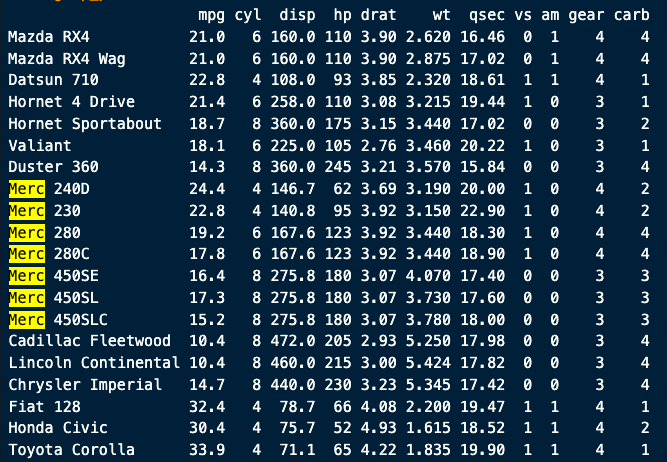 mpg cyl disp hp drat wt qsec vs am gear carb
Mazda RX4 21.0 6 160.0 110 3.90 2.620 16.46 0 1 4 4
Mazda RX4 Wag 21.0 6 160.0 110 3.90 2.875 17.02 0 1 4 4
Datsun 710 22.8 4 108.0 93 3.85 2.320 18.61 1 1 4 1
Hornet 4 Drive 21.4 6 258.0 110 3.08 3.215 19.44 1 0 3 1
Hornet Sportabout 18.7 8 360.0 175 3.15 3.440 17.02 0 0 3 2
Valiant 18.1 6 225.0 105 2.76 3.460 20.22 1 0 3 1
Duster 360 14.3 8 360.0 245 3.21 3.570 15.84 0 0 3 4
Merc 240D 24.4 4 146.7 62 3.69 3.190 20.00 1 0 4 2
Merc 230 22.8 4 140.8 95 3.92 3.150 22.90 1 0 4 2
Merc 280 19.2 6 167.6 123 3.92 3.440 18.30 1 0 4 4
Merc 280C 17.8 6 167.6 123 3.92 3.440 18.90 1 0 4 4
Merc 450SE 16.4 8 275.8 180 3.07 4.070 17.40 0 0 3 3
Merc 450SL 17.3 8 275.8 180 3.07 3.730 17.60 0 0 3 3
Merc 450SLC 15.2 8 275.8 180 3.07 3.780 18.00 0 0 3 3
Cadillac Fleetwood 10.4 8 472.0 205 2.93 5.250 17.98 0 0 3 4
Lincoln Continental 10.4 8 460.0 215 3.00 5.424 17.82 0 0 3 4
Chrysler Imperial 14.7 8 440.0 230 3.23 5.345 17.42 0 0 3 4
Fiat 128 32.4 4 78.7 66 4.08 2.200 19.47 1 1 4 1
Honda Civic 30.4 4 75.7 52 4.93 1.615 18.52 1 1 4 2
Toyota Corolla 33.9 4 71.1 65 4.22 1.835 19.90 1 1 4 1